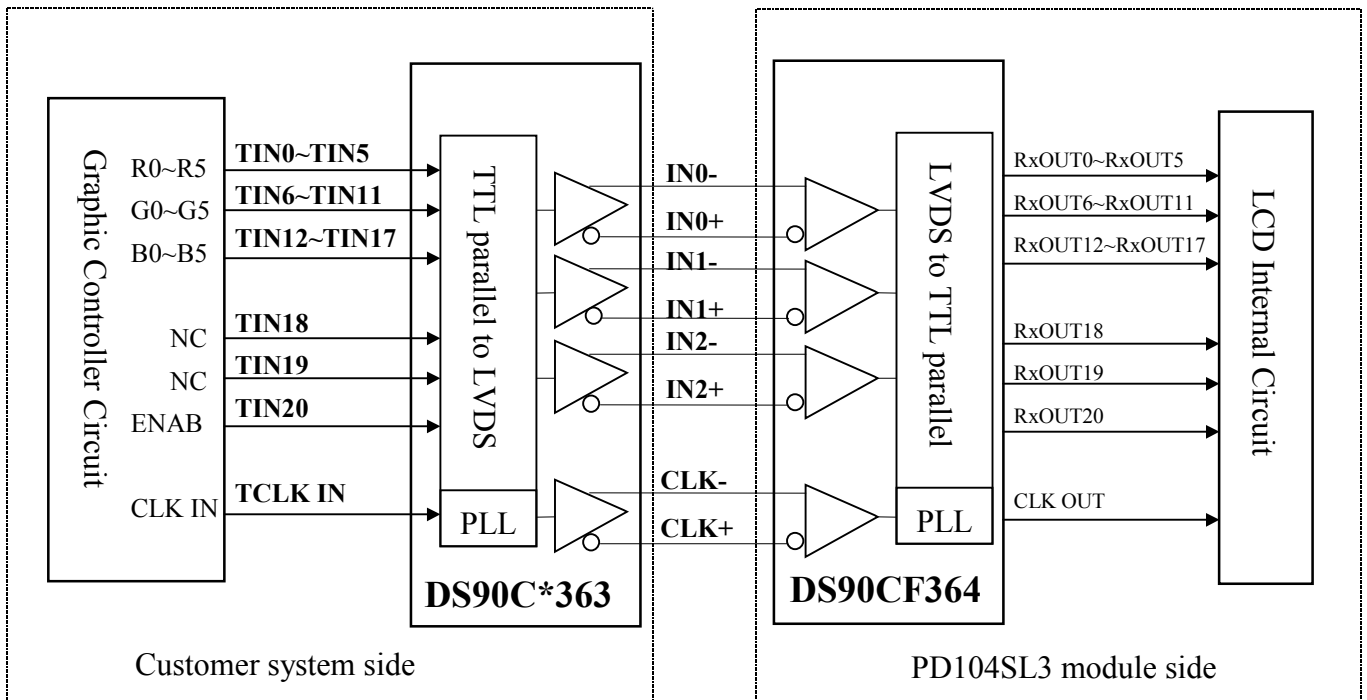 Graphic Controller Circuit
R0~R5
G0~G5
B0~B5
NC
NC
ENAB
CLK IN
TIN0~TIN5
TIN6~TIN11
TIN12~TIN17
TIN18
TIN19
TIN20
TCLK IN
TTL parallel to LVDS
PLL
DS90C*363
IN0-
IN0+
IN1-
IN1+
IN2-
IN2+
CLK-
CLK+
LVDS to TTL parallel
PLL
DS90CF364
RxOUT0~RxOUT5
RxOUT6~RxOUT11
RxOUT12~RxOUT17
RxOUT18
RxOUT19
RxOUT20
CLK OUT
LCD Internal Circuit
Customer system side
PD104SL3 module side